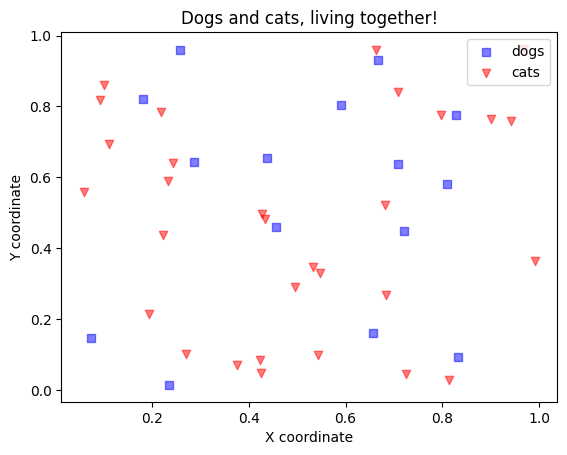 Dogs and cats, living together!
dogs
cats
1.0
0.8
0.6
0.4
0.2
0.0
Y coordinate
0.2 0.4 0.6 0.8 1.0
X coordinate